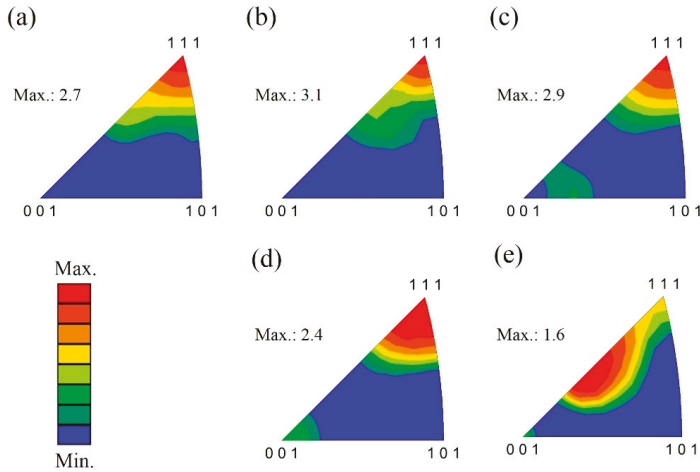 (a)
(b)
(c)
1 1 1
1 1 1
1 1 1
Max.: 2.7
Max.: 3.1
Max.: 2.9
0 0 1
1 0 1
0 0 1
1 0 1
0 0 1
1 0 1
Max.
Min.
(d)
(e)
1 1 1
1 1 1
Max.: 2.4
Max.: 1.6
0 0 1
1 0 1
0 0 1
1 0 1